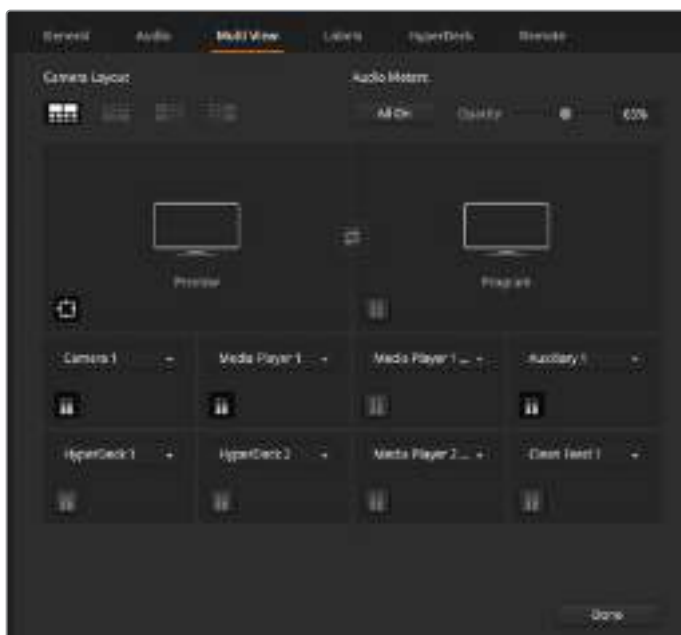 General Audio Multi View Labels HyperDeck Remote
Camera Layout Audio Meters
All On Opacity 65%
Preview Program
Camera 1 Media Player 1 Media Player 1 ... Auxiliary 1
HyperDeck 1 HyperDeck 2 Media Player 2 ... Clean Feed 1
Done